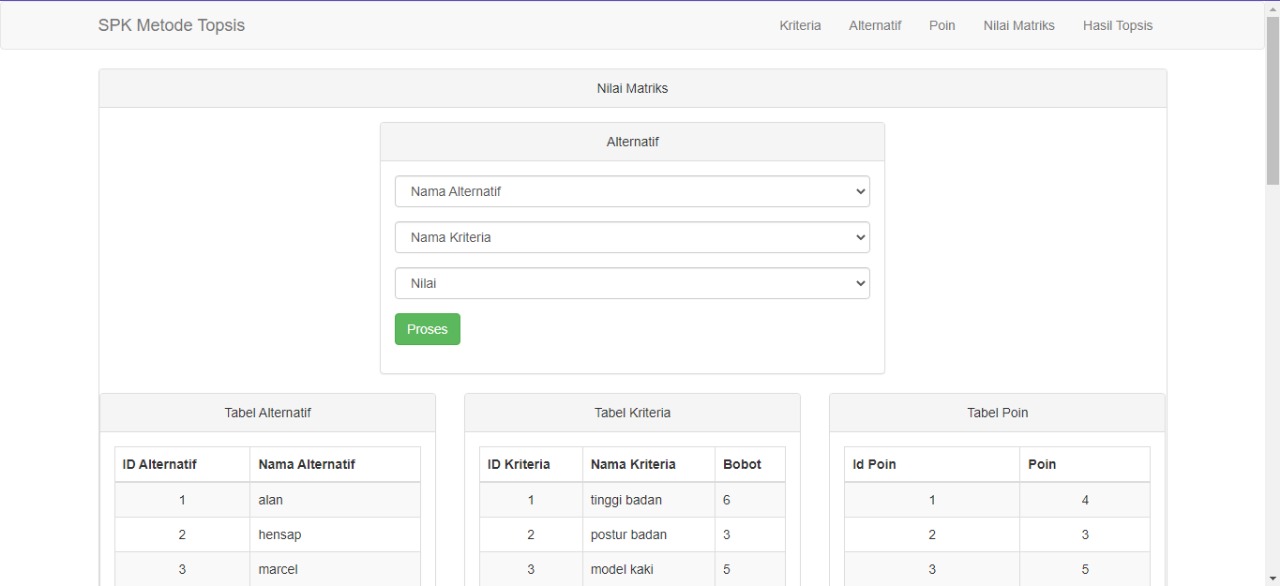 SPK Metode Topsis Kriteria Alternatif Poin Nilai Matriks Hasil Topsis
Nilai Matriks
Alternatif
Nama Alternatif
Nama Kriteria
Nilai
Proses
Tabel Alternatif
ID Alternatif Nama Alternatif
1 alan
2 hensap
3 marcel
Tabel Kriteria
ID Kriteria Nama Kriteria Bobot
1 tinggi badan 6
2 postur badan 3
3 model kaki 5
Tabel Poin
Id Poin Poin
1 4
2 3
3 5